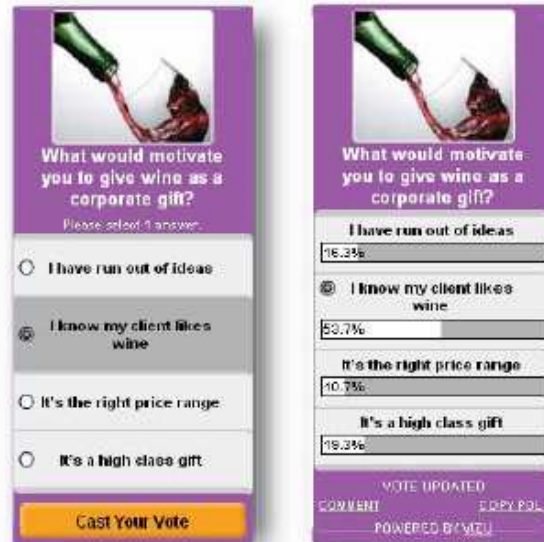 What would motivate
you to give wine as a
corporate gift?
Please select 1 answer.
I have run out of ideas
I know my client likes
wine
It's the right price range
It's a high class gift
Cast Your Vote
What would motivate
you to give wine as a
corporate gift?
I have run out of ideas
16.3%
I know my client likes
wine
53.7%
It's the right price range
10.7%
It's a high class gift
19.3%
VOTE UPDATED
COMMENT COPY POL
POWERED BY VIZU